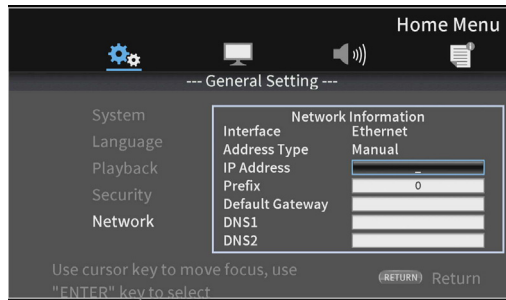 Home Menu
--- General Setting ---
System
Language
Playback
Security
Network
Network Information
Interface Ethernet
Address Type Manual
IP Address _
Prefix 0
Default Gateway
DNS1
DNS2
Use cursor key to move focus, use
"ENTER" key to select
RETURN Return